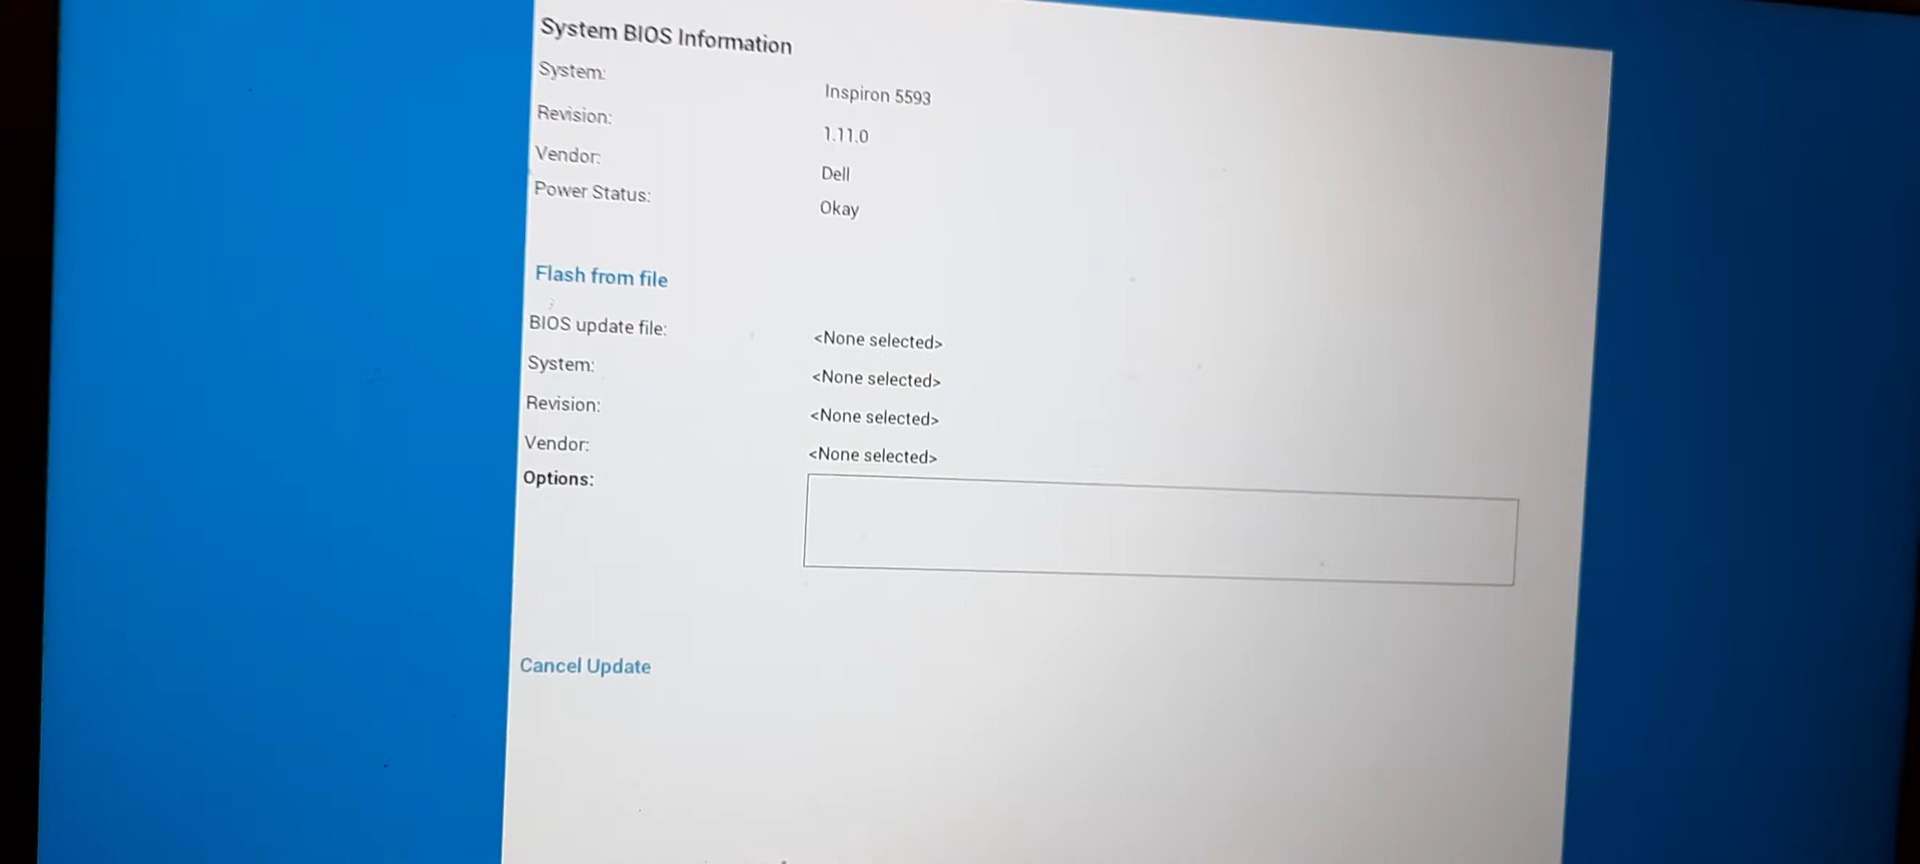 System BIOS Information
System: Inspiron 5593
Revision: 1.11.0
Vendor: Dell
Power Status: Okay
Flash from file
BIOS update file: <None selected>
System: <None selected>
Revision: <None selected>
Vendor: <None selected>
Options:
Cancel Update